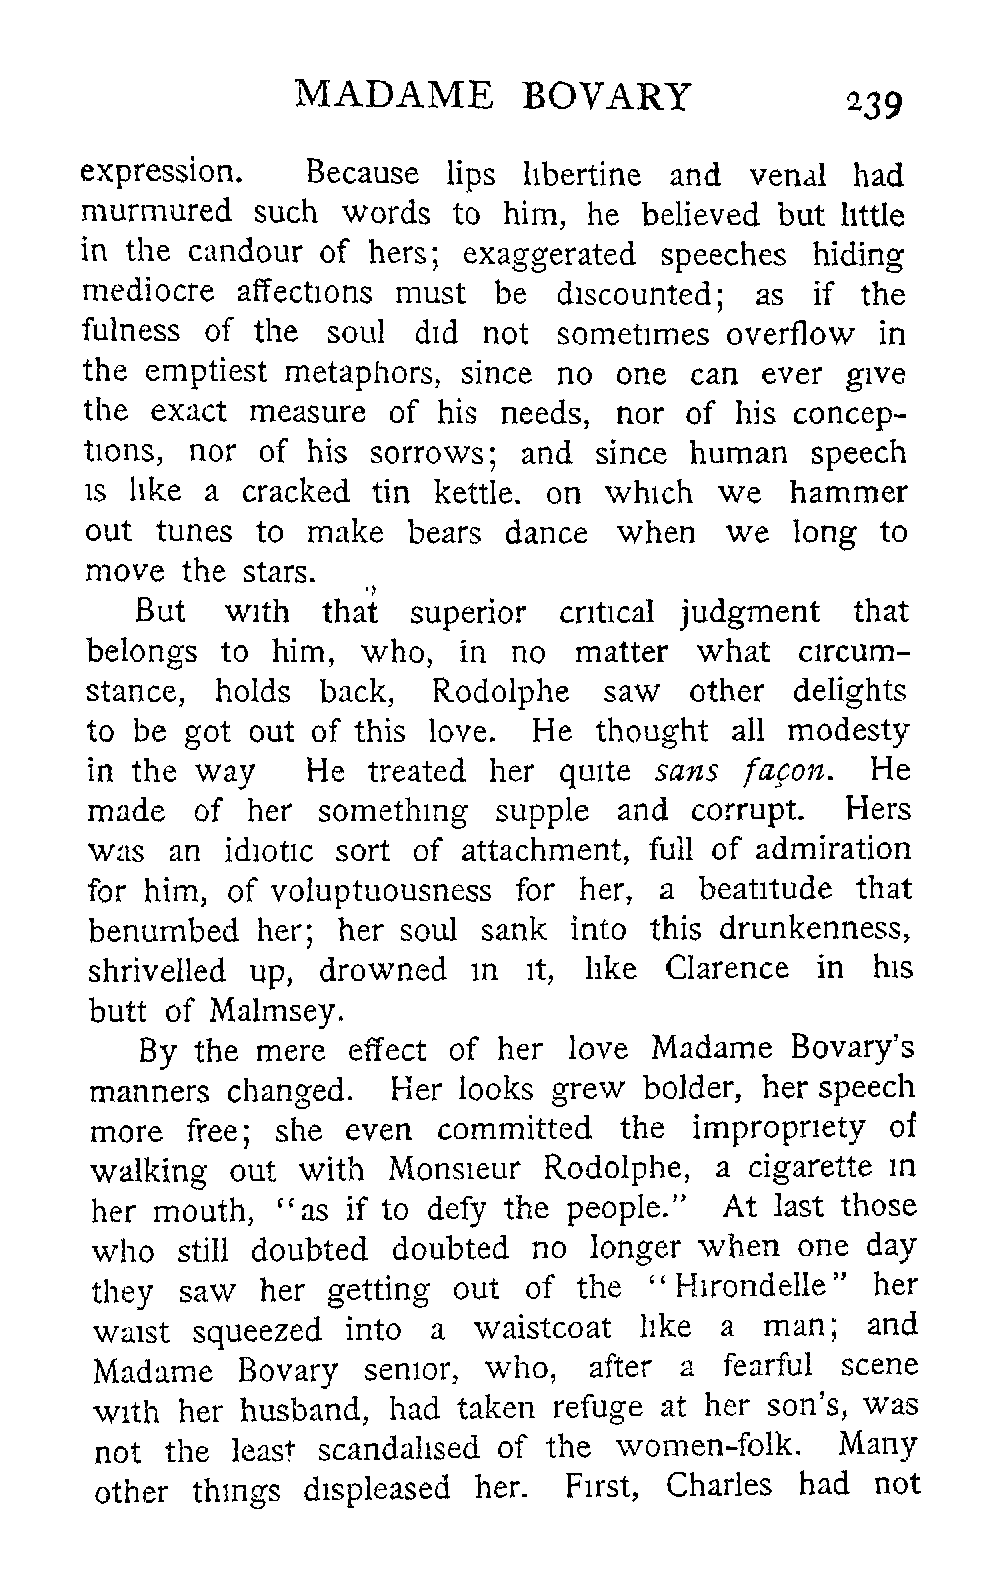 MADAME BOVARY 239
expression. Because lips libertine and venal had
murmured such words to him, he believed but little
in the candour of hers; exaggerated speeches hiding
mediocre affections must be discounted; as if the
fulness of the soul did not sometimes overflow in
the emptiest metaphors, since no one can ever give
the exact measure of his needs, nor of his concep-
tions, nor of his sorrows; and since human speech
is like a cracked tin kettle. on which we hammer
out tunes to make bears dance when we long to
move the stars.
But with that superior critical judgment that
belongs to him, who, in no matter what circum-
stance, holds back, Rodolphe saw other delights
to be got out of this love. He thought all modesty
in the way He treated her quite sans façon. He
made of her something supple and corrupt. Hers
was an idiotic sort of attachment, full of admiration
for him, of voluptuousness for her, a beatitude that
benumbed her; her soul sank into this drunkenness,
shrivelled up, drowned in it, like Clarence in his
butt of Malmsey.
By the mere effect of her love Madame Bovary's
manners changed. Her looks grew bolder, her speech
more free; she even committed the impropriety of
walking out with Monsieur Rodolphe, a cigarette in
her mouth, "as if to defy the people." At last those
who still doubted doubted no longer when one day
they saw her getting out of the "Hirondelle" her
waist squeezed into a waistcoat like a man; and
Madame Bovary senior, who, after a fearful scene
with her husband, had taken refuge at her son's, was
not the least scandalised of the women-folk. Many
other things displeased her. First, Charles had not